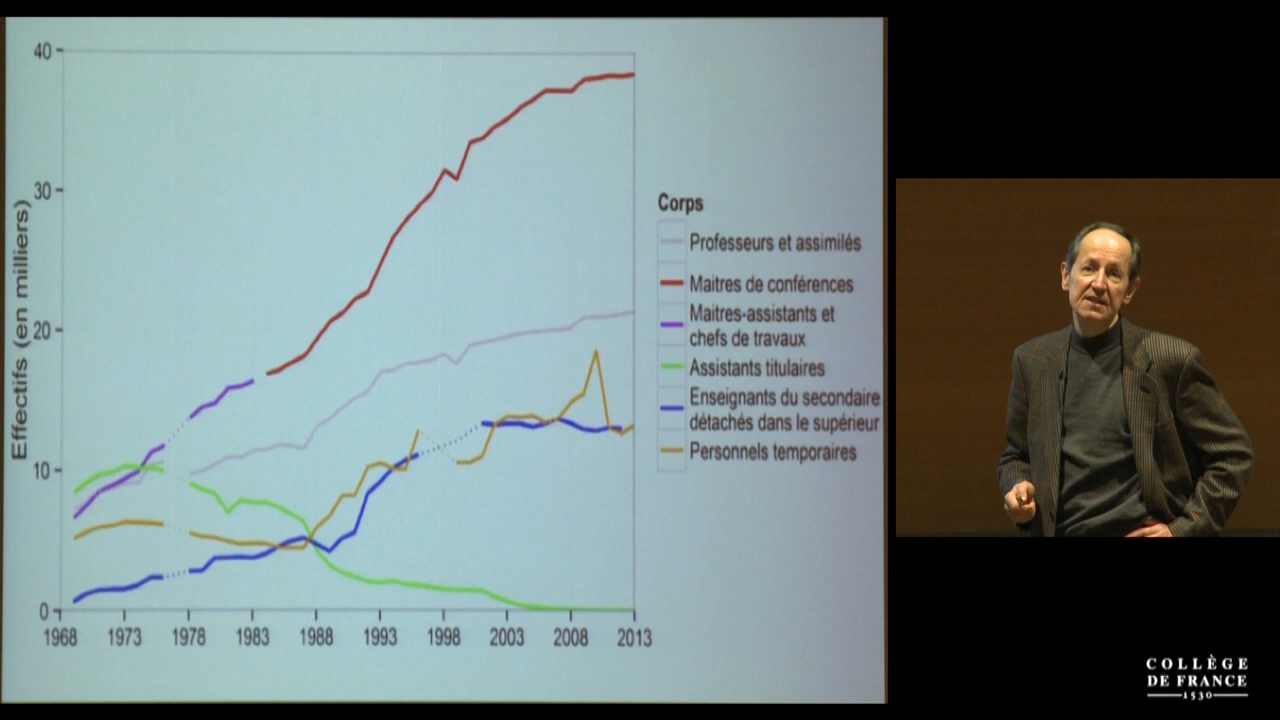 Effectifs (en milliers)
40
30
20
10
0
1968 1973 1978 1983 1988 1993 1998 2003 2008 2013
Corps
Professeurs et assimilés
Maitres de conférences
Maitres-assistants et
chefs de travaux
Assistants titulaires
Enseignants du secondaire
détachés dans le supérieur
Personnels temporaires
COLLÈGE
DE FRANCE
1530